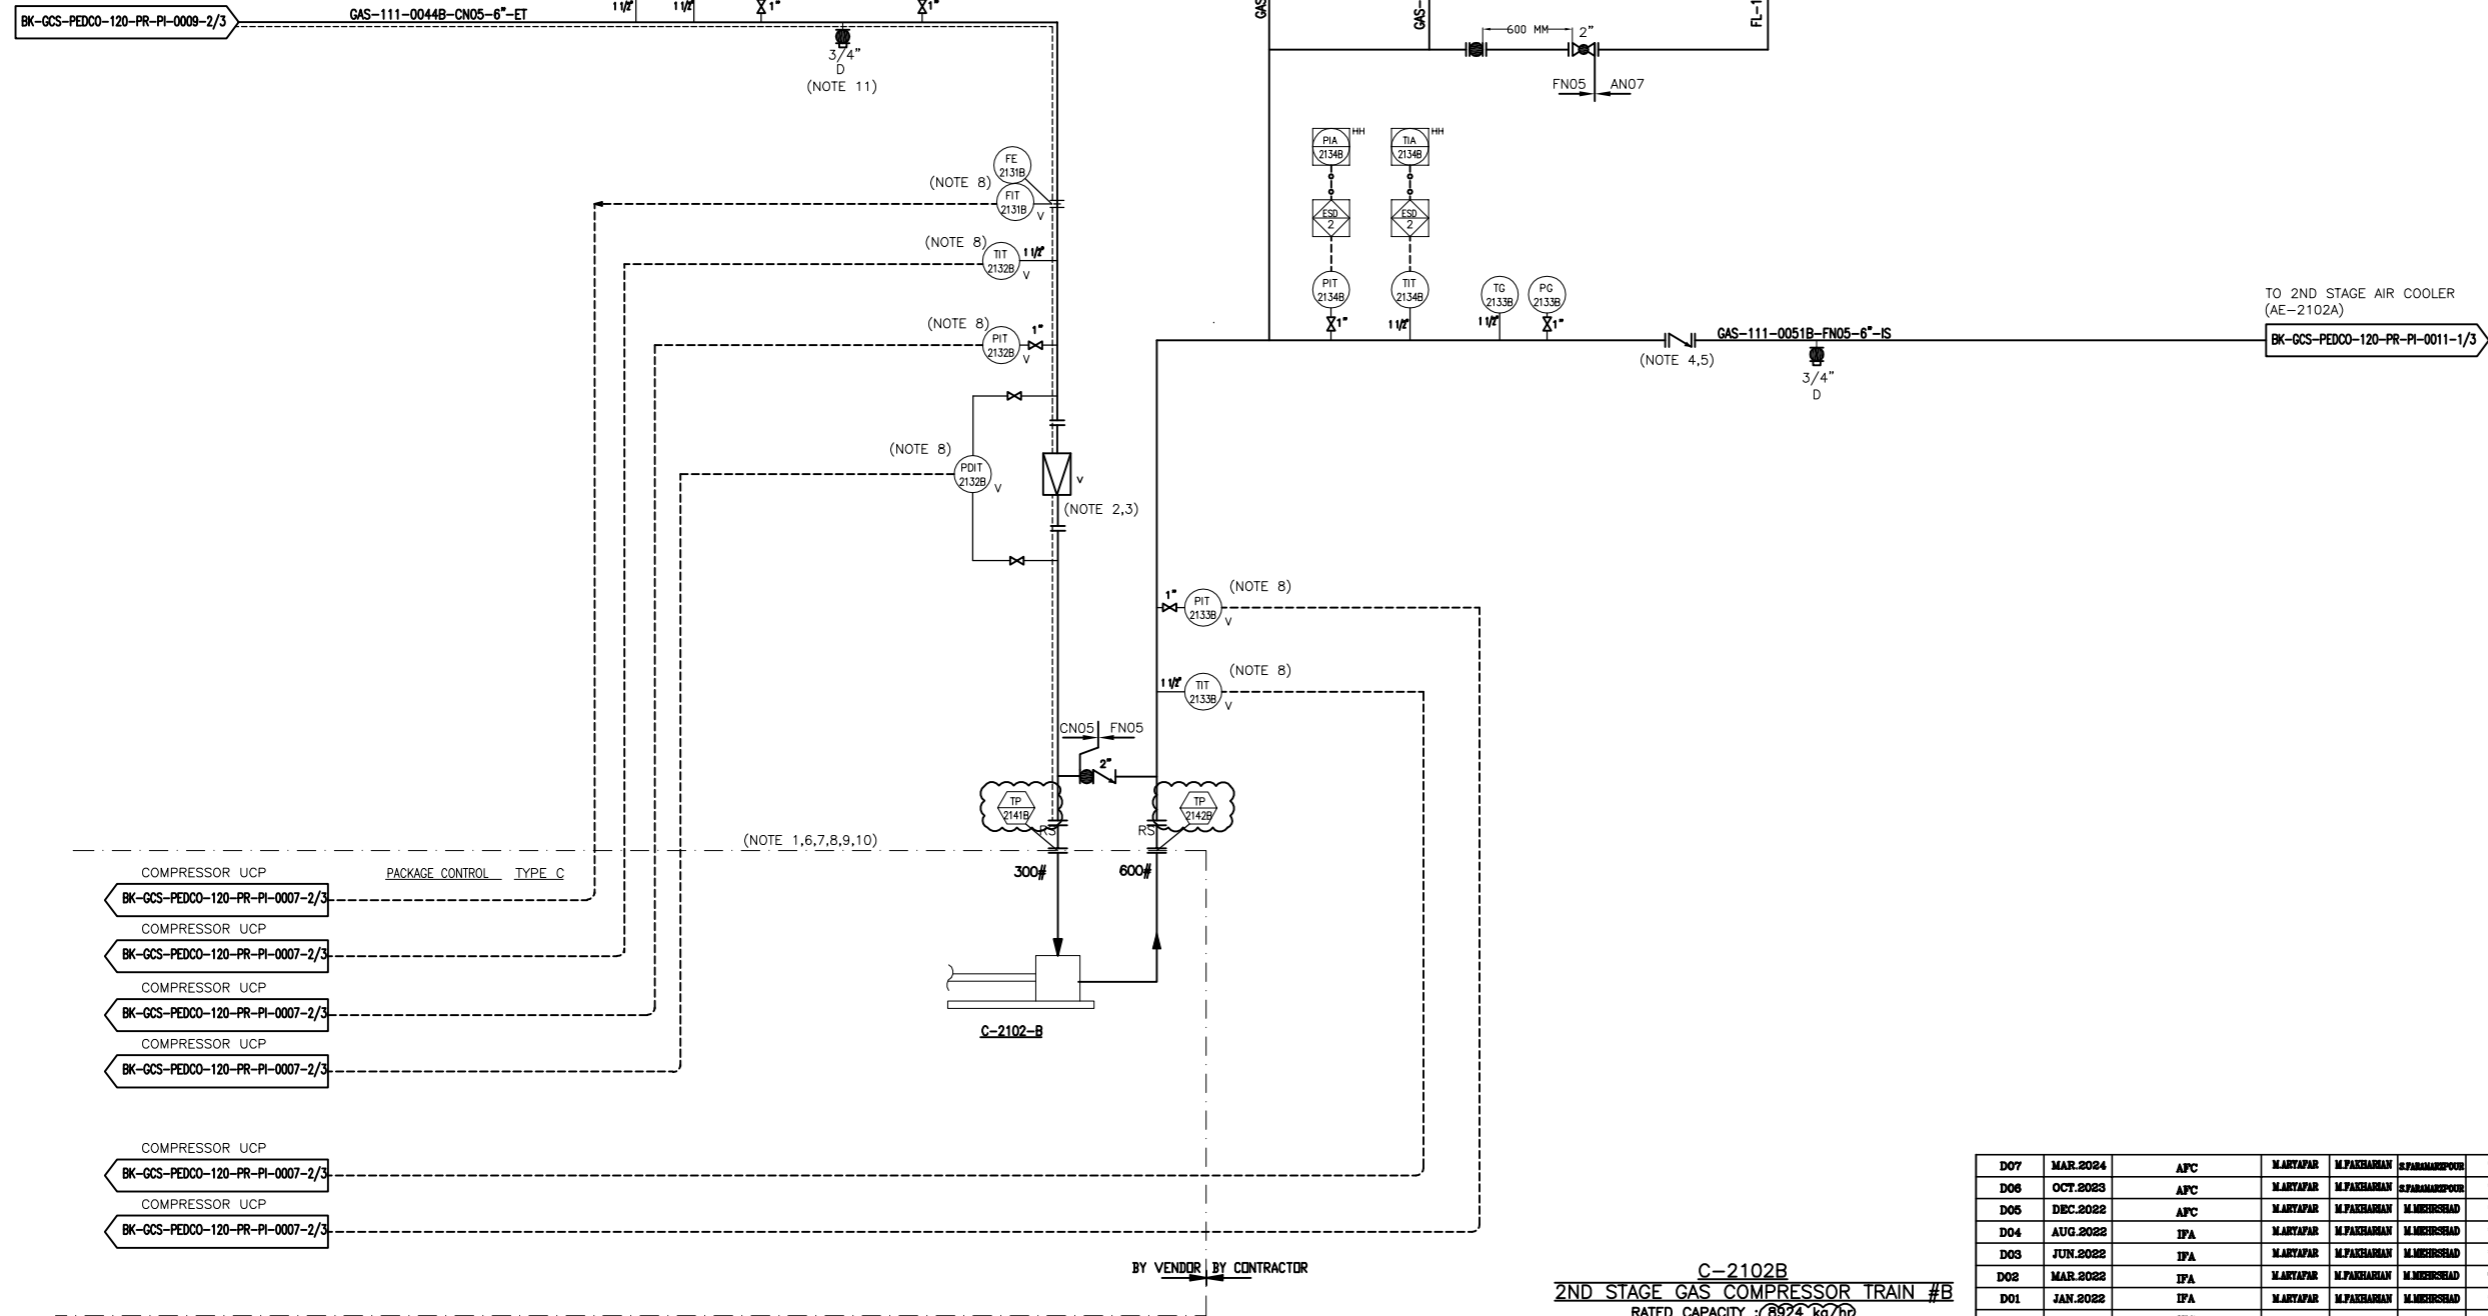 BK-GCS-PEDCO-120-PR-PI-0009-2/3
GAS-111-0044B-CN05-6"-ET
1 1/2"
1 1/2"
1"
1"
3/4"
D
(NOTE 11)
GAS
GAS-
FL-1
600 MM
2"
FN05
AN07
FE
2131B
(NOTE 8)
FIT
2131B
V
(NOTE 8)
TIT
2132B
1 1/2"
V
(NOTE 8)
PIT
2132B
1"
V
(NOTE 8)
PDIT
2132B
V
V
(NOTE 2,3)
PIA
2134B
HH
TIA
2134B
HH
ESD
2
ESD
2
PIT
2134B
TIT
2134B
TG
2133B
PG
2133B
1"
1 1/2"
1 1/2"
1"
(NOTE 4,5)
GAS-111-0051B-FN05-6"-IS
3/4"
D
TO 2ND STAGE AIR COOLER
(AE-2102A)
BK-GCS-PEDCO-120-PR-PI-0011-1/3
1"
PIT
2133B
V
(NOTE 8)
1 1/2"
TIT
2133B
V
(NOTE 8)
CN05
FN05
2"
TP
2141B
TP
2142B
RS
RS
(NOTE 1,6,7,8,9,10)
300#
600#
PACKAGE CONTROL TYPE C
COMPRESSOR UCP
BK-GCS-PEDCO-120-PR-PI-0007-2/3
COMPRESSOR UCP
BK-GCS-PEDCO-120-PR-PI-0007-2/3
COMPRESSOR UCP
BK-GCS-PEDCO-120-PR-PI-0007-2/3
COMPRESSOR UCP
BK-GCS-PEDCO-120-PR-PI-0007-2/3
C-2102-B
COMPRESSOR UCP
BK-GCS-PEDCO-120-PR-PI-0007-2/3
COMPRESSOR UCP
BK-GCS-PEDCO-120-PR-PI-0007-2/3
BY VENDOR BY CONTRACTOR
C-2102B
2ND STAGE GAS COMPRESSOR TRAIN #B
RATED CAPACITY : 8924 kg/hr
D07 MAR.2024 AFC M.ARYAFAR M.FAKHARIAN S.FARAMARZPOUR
D06 OCT.2023 AFC M.ARYAFAR M.FAKHARIAN S.FARAMARZPOUR
D05 DEC.2022 AFC M.ARYAFAR M.FAKHARIAN M.MEHRSHAD
D04 AUG.2022 IFA M.ARYAFAR M.FAKHARIAN M.MEHRSHAD
D03 JUN.2022 IFA M.ARYAFAR M.FAKHARIAN M.MEHRSHAD
D02 MAR.2022 IFA M.ARYAFAR M.FAKHARIAN M.MEHRSHAD
D01 JAN.2022 IFA M.ARYAFAR M.FAKHARIAN M.MEHRSHAD